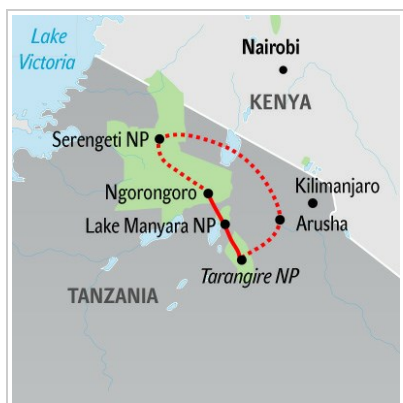 Lake
Victoria
Nairobi
KENYA
Serengeti NP
Kilimanjaro
Ngorongoro
Arusha
Lake Manyara NP
Tarangire NP
TANZANIA